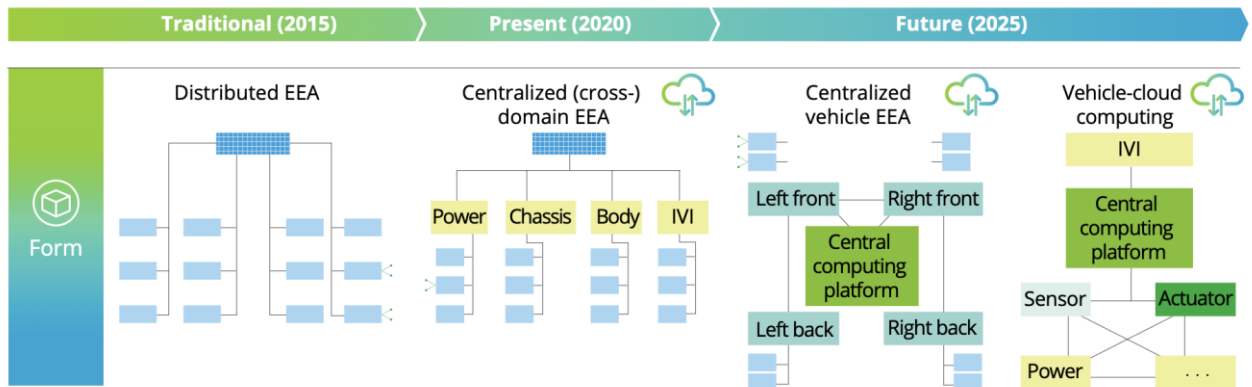 Traditional (2015)
Present (2020)
Future (2025)
Form
Distributed EEA
Centralized (cross-)
domain EEA
Power
Chassis
Body
IVI
Centralized
vehicle EEA
Left front
Right front
Central
computing
platform
Left back
Right back
Vehicle-cloud
computing
IVI
Central
computing
platform
Sensor
Actuator
Power
. . .